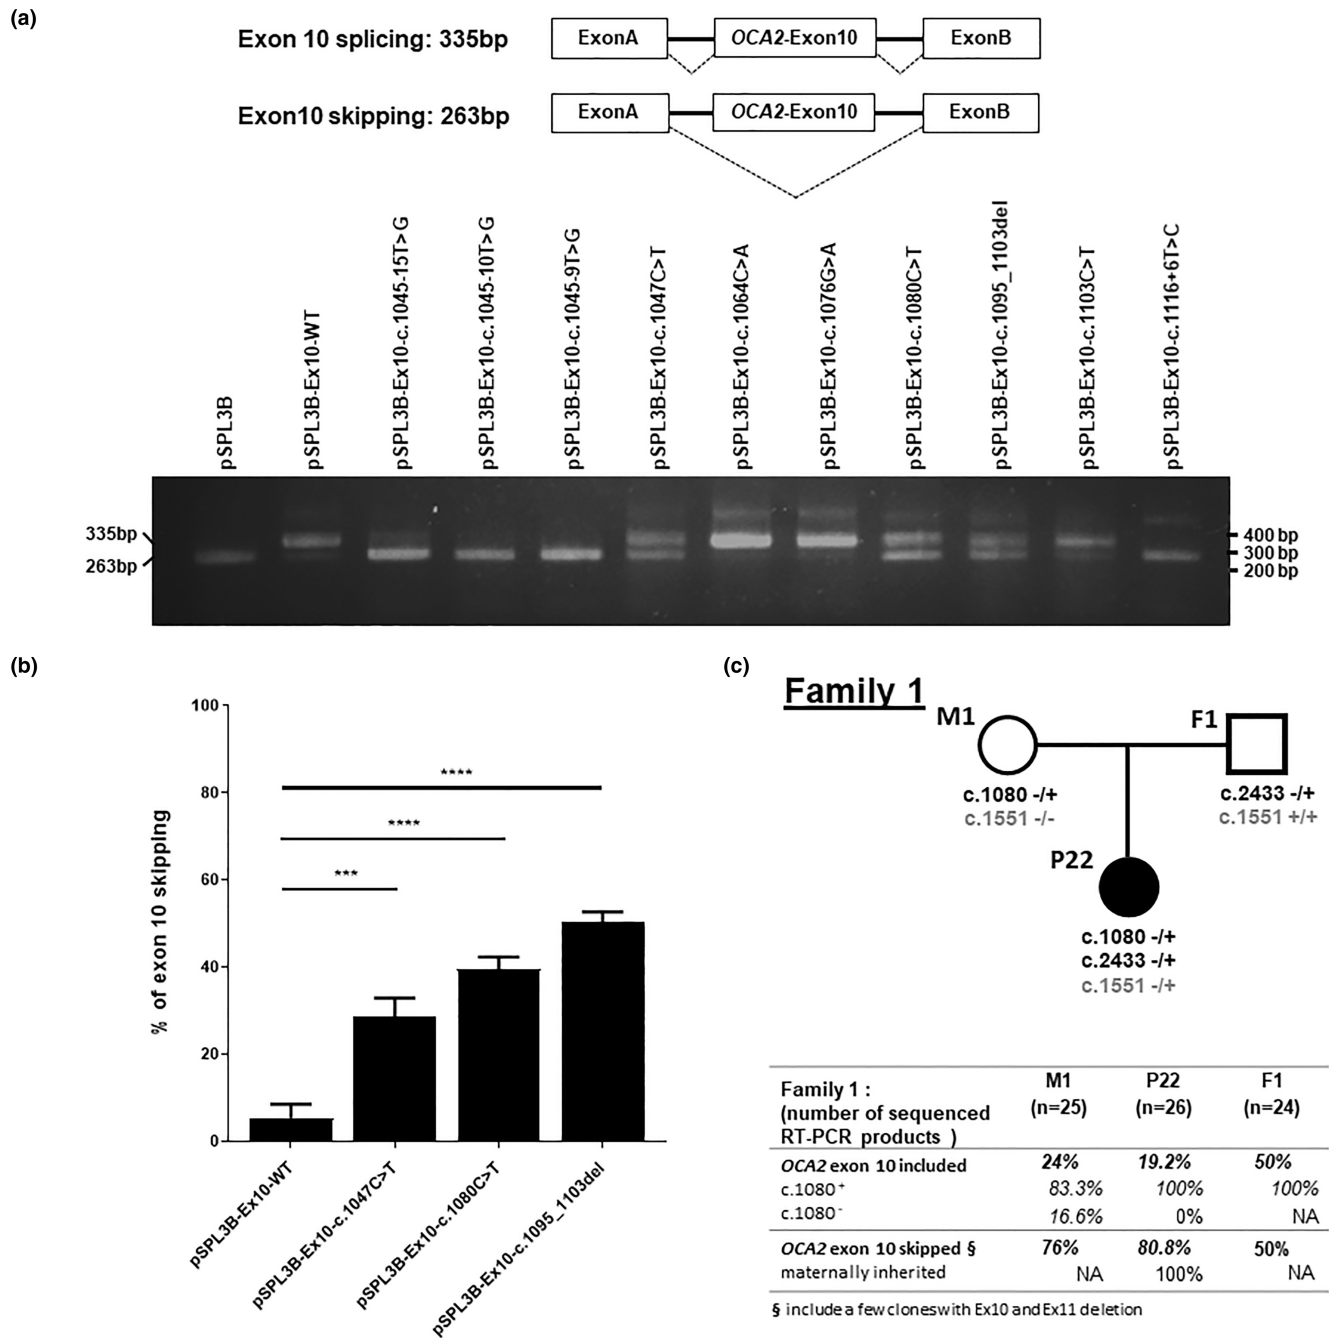 (a)
Exon 10 splicing: 335bp
ExonA
OCA2-Exon10
ExonB
Exon10 skipping: 263bp
ExonA
OCA2-Exon10
ExonB
pSPL3B
pSPL3B-Ex10-WT
pSPL3B-Ex10-c.1045-15T>G
pSPL3B-Ex10-c.1045-10T>G
pSPL3B-Ex10-c.1045-9T>G
pSPL3B-Ex10-c.1047C>T
pSPL3B-Ex10-c.1064C>A
pSPL3B-Ex10-c.1076G>A
pSPL3B-Ex10-c.1080C>T
pSPL3B-Ex10-c.1095_1103del
pSPL3B-Ex10-c.1103C>T
pSPL3B-Ex10-c.1116+6T>C
335bp
263bp
400 bp
300 bp
200 bp
(b)
% of exon 10 skipping
100
80
60
40
20
0
****
****
***
pSPL3B-Ex10-WT
pSPL3B-Ex10-c.1047C>T
pSPL3B-Ex10-c.1080C>T
pSPL3B-Ex10-c.1095_1103del
(c)
Family 1
M1
F1
c.1080 -/+
c.1551 -/-
c.2433 -/+
c.1551 +/+
P22
c.1080 -/+
c.2433 -/+
c.1551 -/+
Family 1 :
(number of sequenced
RT-PCR products )
M1
(n=25)
P22
(n=26)
F1
(n=24)
OCA2 exon 10 included 24% 19.2% 50%
c.1080⁺ 83.3% 100% 100%
c.1080⁻ 16.6% 0% NA
OCA2 exon 10 skipped § 76% 80.8% 50%
maternally inherited NA 100% NA
§ include a few clones with Ex10 and Ex11 deletion